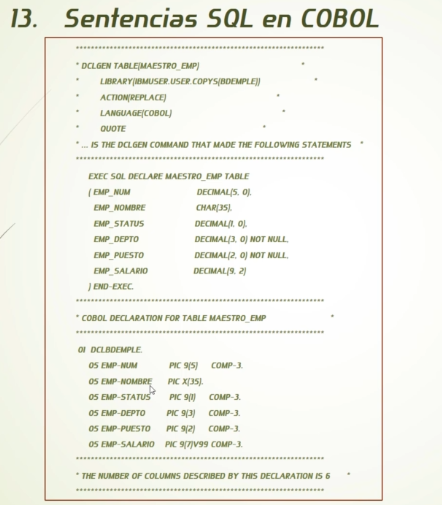 13. Sentencias SQL en COBOL
****************************************************************
* DCLGEN TABLE(MAESTRO_EMP) *
* LIBRARY(IBMUSER.USER.COPYS(BDEMPLE)) *
* ACTION(REPLACE) *
* LANGUAGE(COBOL) *
* QUOTE *
* ... IS THE DCLGEN COMMAND THAT MADE THE FOLLOWING STATEMENTS *
****************************************************************
EXEC SQL DECLARE MAESTRO_EMP TABLE
( EMP_NUM DECIMAL(5, 0),
EMP_NOMBRE CHAR(35),
EMP_STATUS DECIMAL(1, 0),
EMP_DEPTO DECIMAL(3, 0) NOT NULL,
EMP_PUESTO DECIMAL(2, 0) NOT NULL,
EMP_SALARIO DECIMAL(9, 2)
) END-EXEC.
****************************************************************
* COBOL DECLARATION FOR TABLE MAESTRO_EMP *
****************************************************************
01 DCLBDEMPLE.
05 EMP-NUM PIC 9(5) COMP-3.
05 EMP-NOMBRE PIC X(35).
05 EMP-STATUS PIC 9(1) COMP-3.
05 EMP-DEPTO PIC 9(3) COMP-3.
05 EMP-PUESTO PIC 9(2) COMP-3.
05 EMP-SALARIO PIC 9(7)V99 COMP-3.
****************************************************************
* THE NUMBER OF COLUMNS DESCRIBED BY THIS DECLARATION IS 6 *
****************************************************************